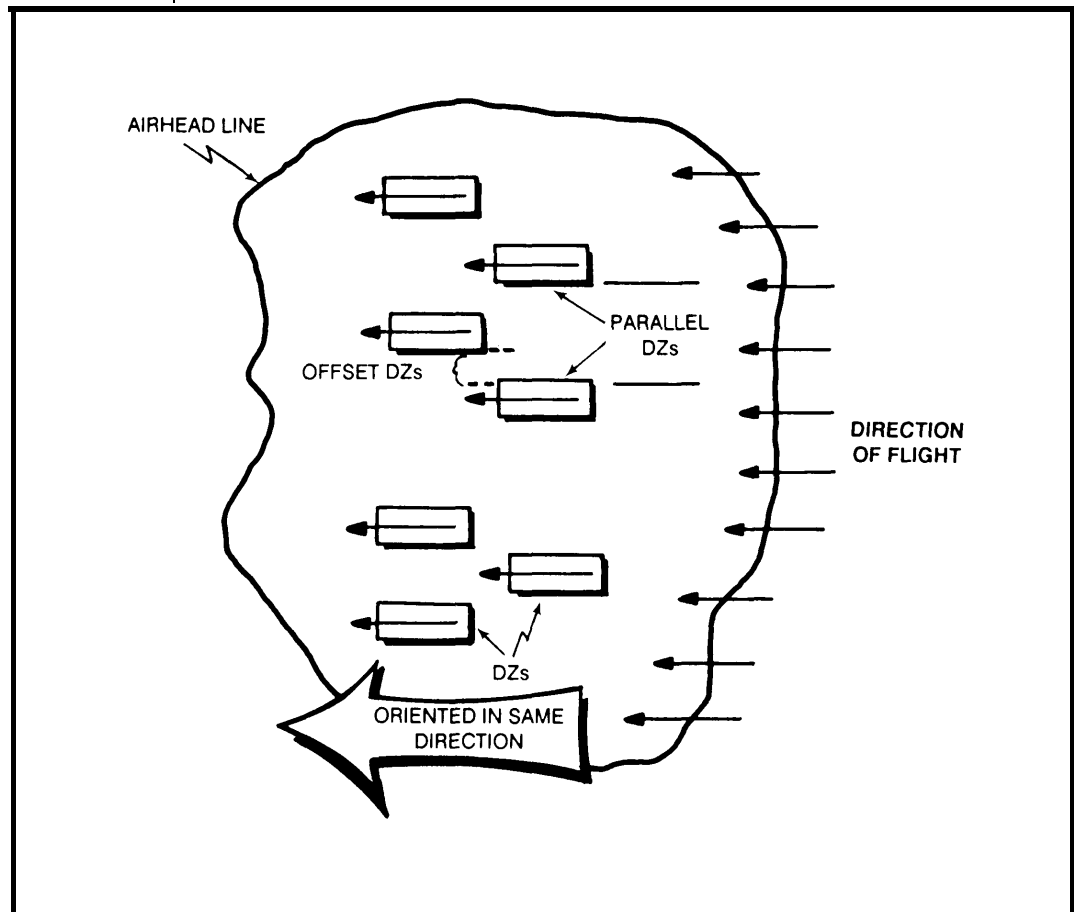 AIRHEAD LINE
PARALLEL
DZs
OFFSET DZs
DIRECTION
OF FLIGHT
DZs
ORIENTED IN SAME
DIRECTION